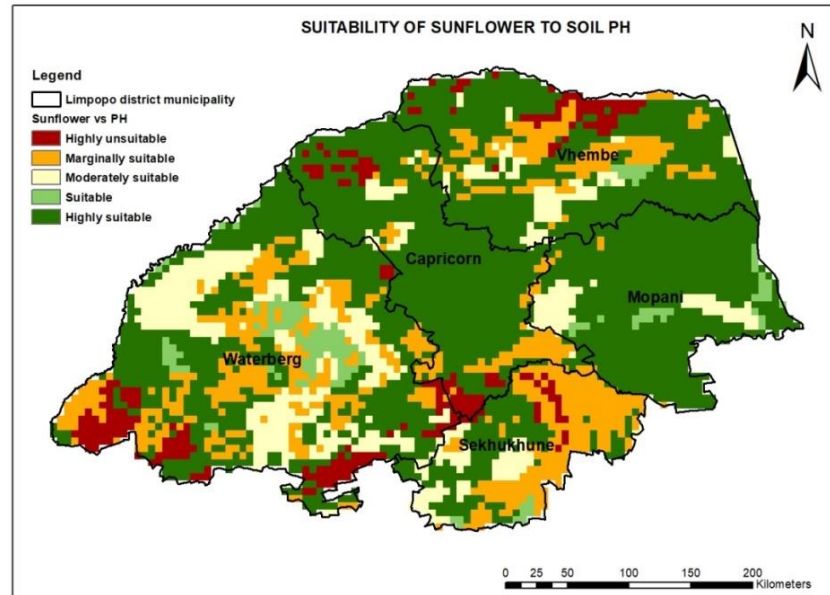 SUITABILITY OF SUNFLOWER TO SOIL PH
N
Legend
Limpopo district municipality
Sunflower vs PH
Highly unsuitable
Marginally suitable
Moderately suitable
Suitable
Highly suitable
Vhembe
Capricorn
Mopani
Waterberg
Sekhukhune
0 25 50 100 150 200
Kilometers